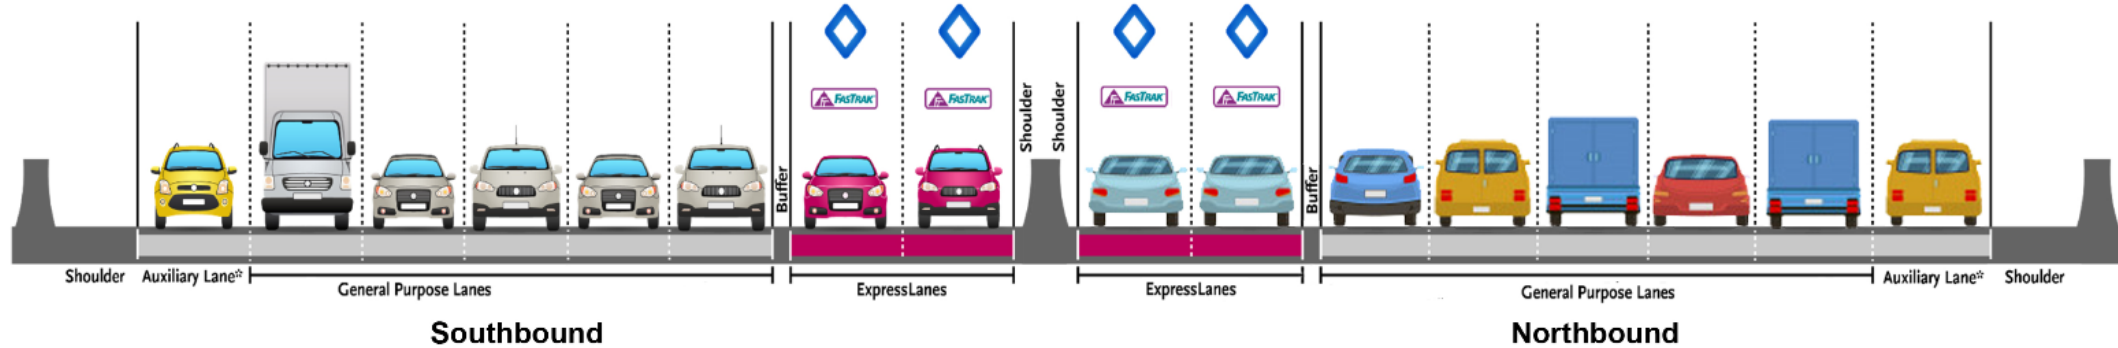 FASTRAK
FASTRAK
FASTRAK
FASTRAK
Buffer
Shoulder
Shoulder
Buffer
Shoulder
Auxiliary Lane*
General Purpose Lanes
ExpressLanes
ExpressLanes
General Purpose Lanes
Auxiliary Lane*
Shoulder
Southbound
Northbound